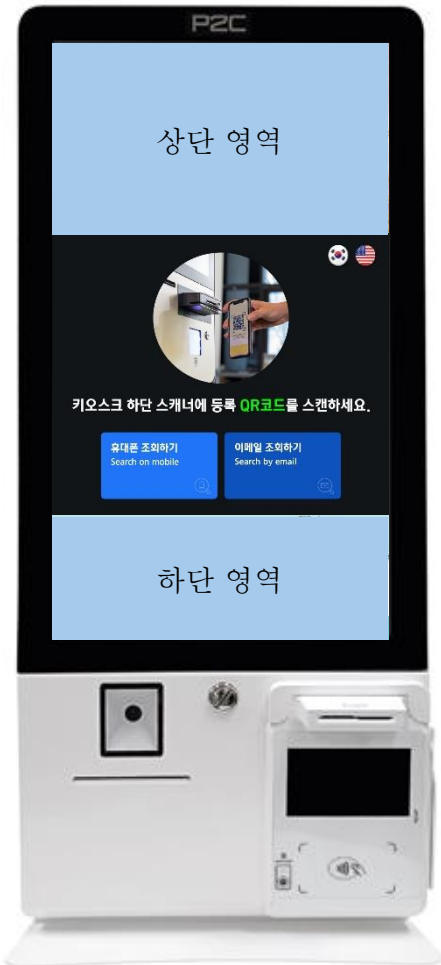 P2C
상단 영역
키오스크 하단 스캐너에 등록 QR코드를 스캔하세요.
휴대폰 조회하기
Search on mobile
이메일 조회하기
Search by email
하단 영역